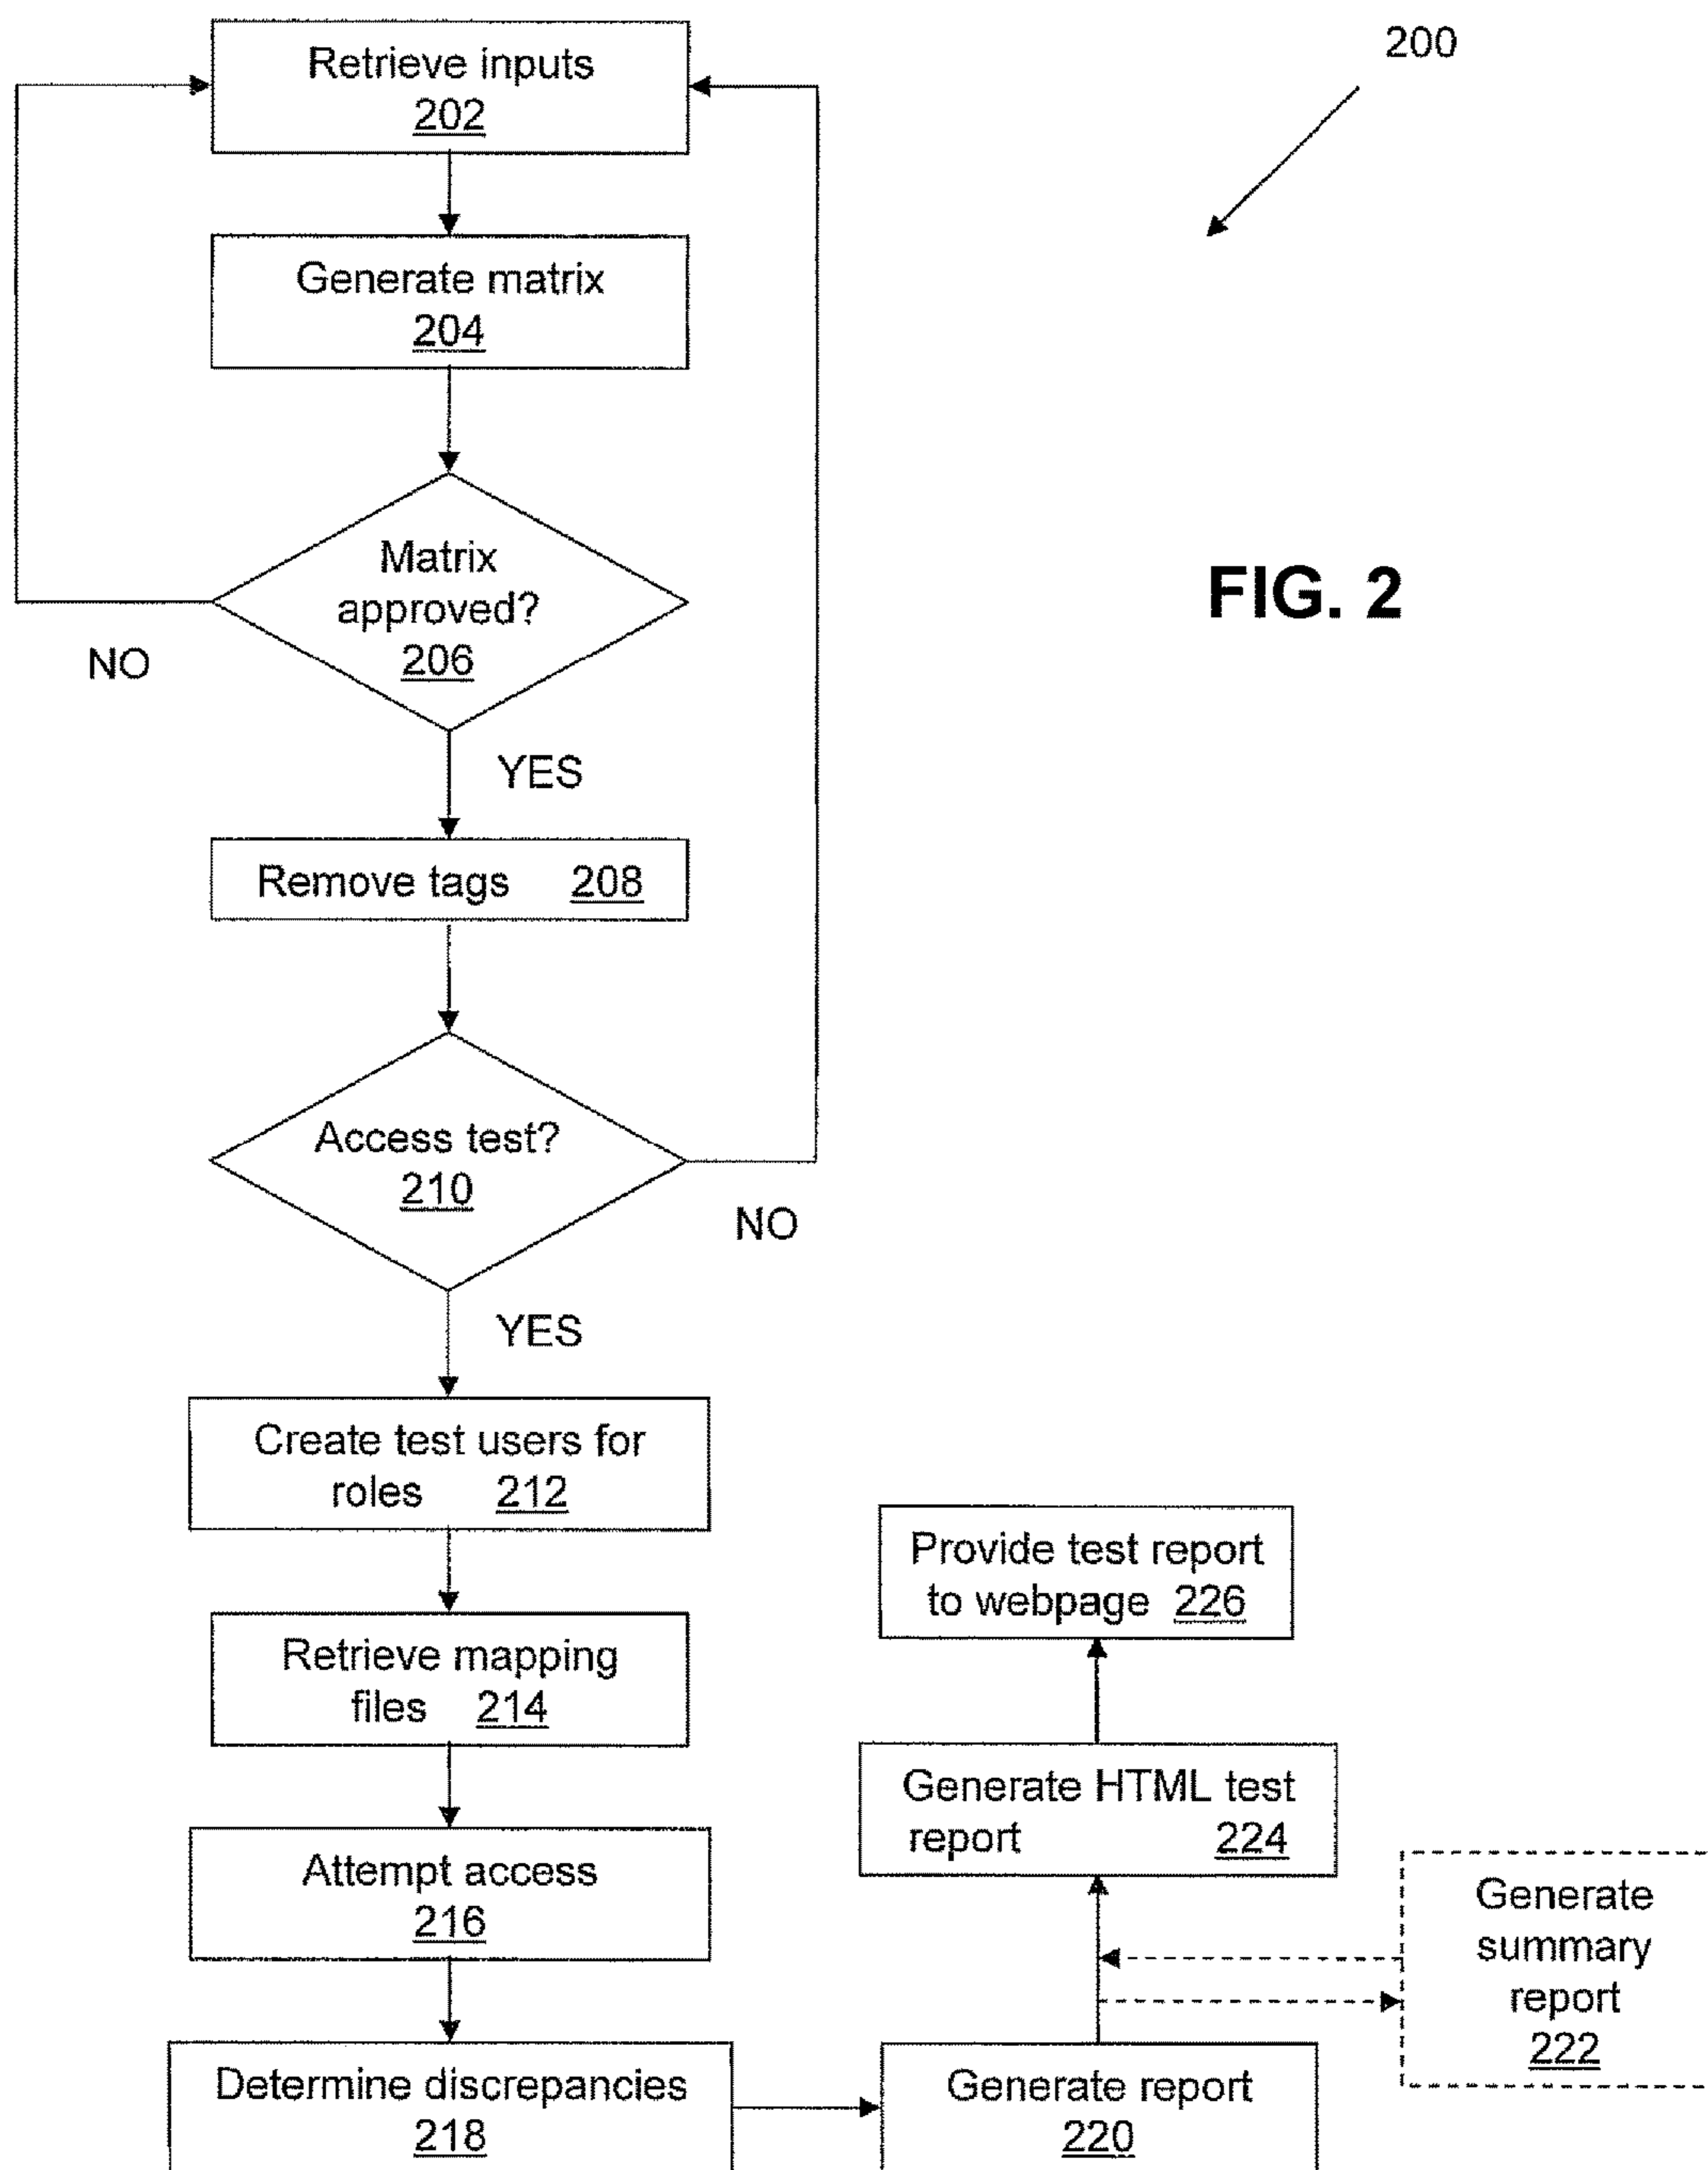 200
Retrieve inputs
202
Generate matrix
204
Matrix
approved?
206
NO
YES
FIG. 2
Remove tags 208
Access test?
210
NO
YES
Create test users for
roles 212
Retrieve mapping
files 214
Attempt access
216
Determine discrepancies
218
Generate report
220
Generate
summary
report
222
Generate HTML test
report 224
Provide test report
to webpage 226